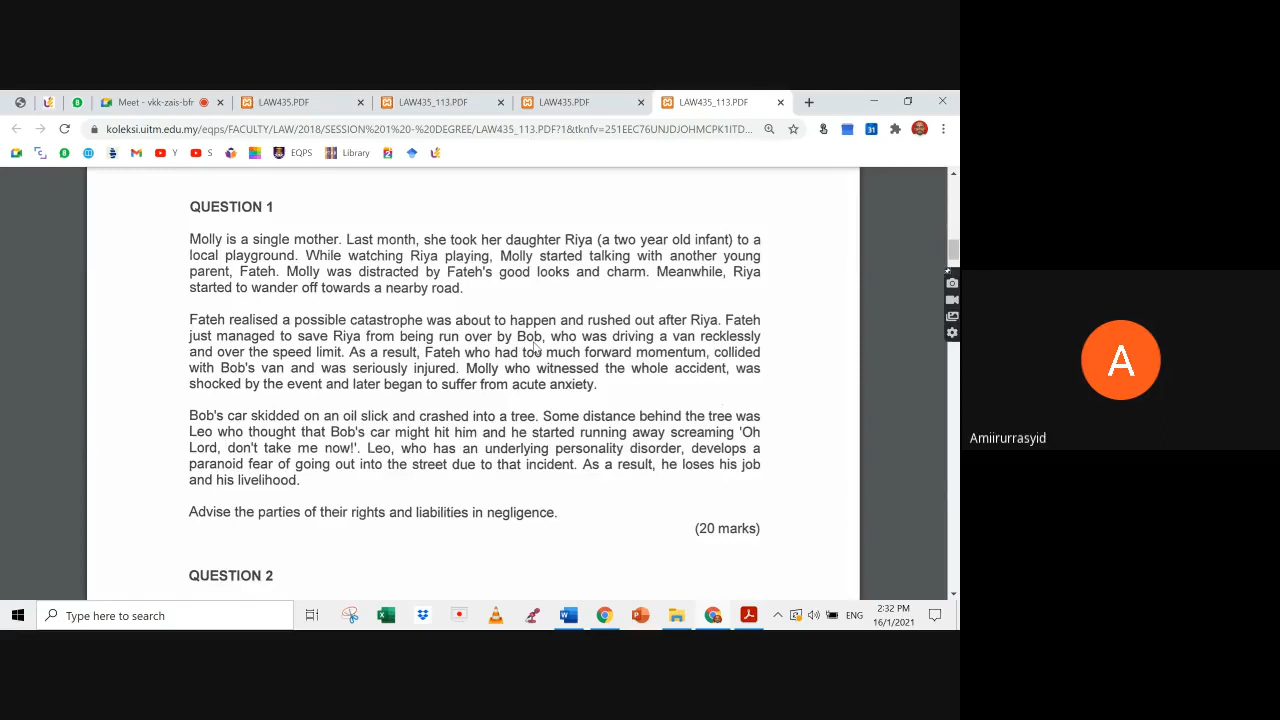 Meet - vkk-zais-bfr
LAW435.PDF
LAW435_113.PDF
LAW435.PDF
LAW435_113.PDF
koleksi.uitm.edu.my/eqps/FACULTY/LAW/2018/SESSION%201%20-%20DEGREE/LAW435_113.PDF?1&tknfv=251EEC76UNJDJOHMCPK1ITD...
Y
S
EQPS
Library
QUESTION 1
Molly is a single mother. Last month, she took her daughter Riya (a two year old infant) to a
local playground. While watching Riya playing, Molly started talking with another young
parent, Fateh. Molly was distracted by Fateh's good looks and charm. Meanwhile, Riya
started to wander off towards a nearby road.
Fateh realised a possible catastrophe was about to happen and rushed out after Riya. Fateh
just managed to save Riya from being run over by Bob, who was driving a van recklessly
and over the speed limit. As a result, Fateh who had too much forward momentum, collided
with Bob's van and was seriously injured. Molly who witnessed the whole accident, was
shocked by the event and later began to suffer from acute anxiety.
Bob's car skidded on an oil slick and crashed into a tree. Some distance behind the tree was
Leo who thought that Bob's car might hit him and he started running away screaming 'Oh
Lord, don't take me now!'. Leo, who has an underlying personality disorder, develops a
paranoid fear of going out into the street due to that incident. As a result, he loses his job
and his livelihood.
Advise the parties of their rights and liabilities in negligence.
(20 marks)
QUESTION 2
A
Amiirurrasyid
Type here to search
ENG
2:32 PM
16/1/2021